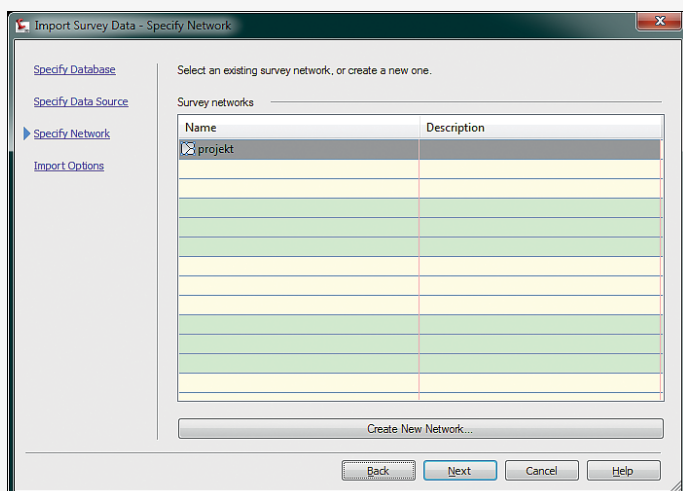 Import Survey Data - Specify Network
Specify Database
Specify Data Source
Specify Network
Import Options
Select an existing survey network, or create a new one.
Survey networks
Name Description
projekt
Create New Network...
Back Next Cancel Help